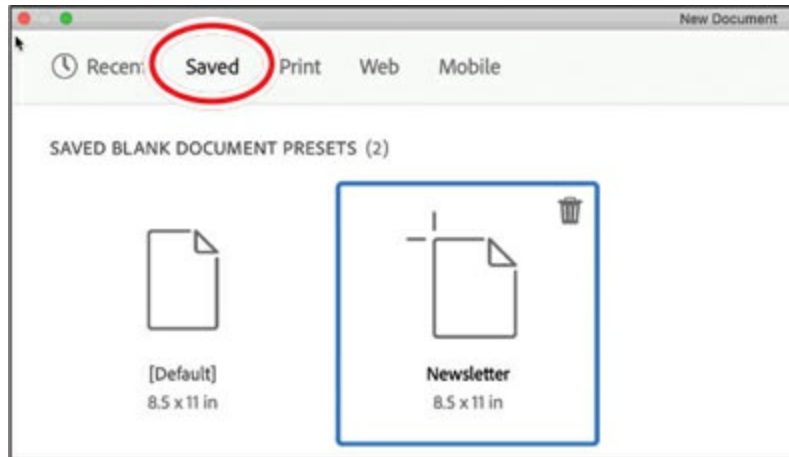 New Document
Recen Saved Print Web Mobile
SAVED BLANK DOCUMENT PRESETS (2)
[Default] Newsletter
8.5 x 11 in 8.5 x 11 in